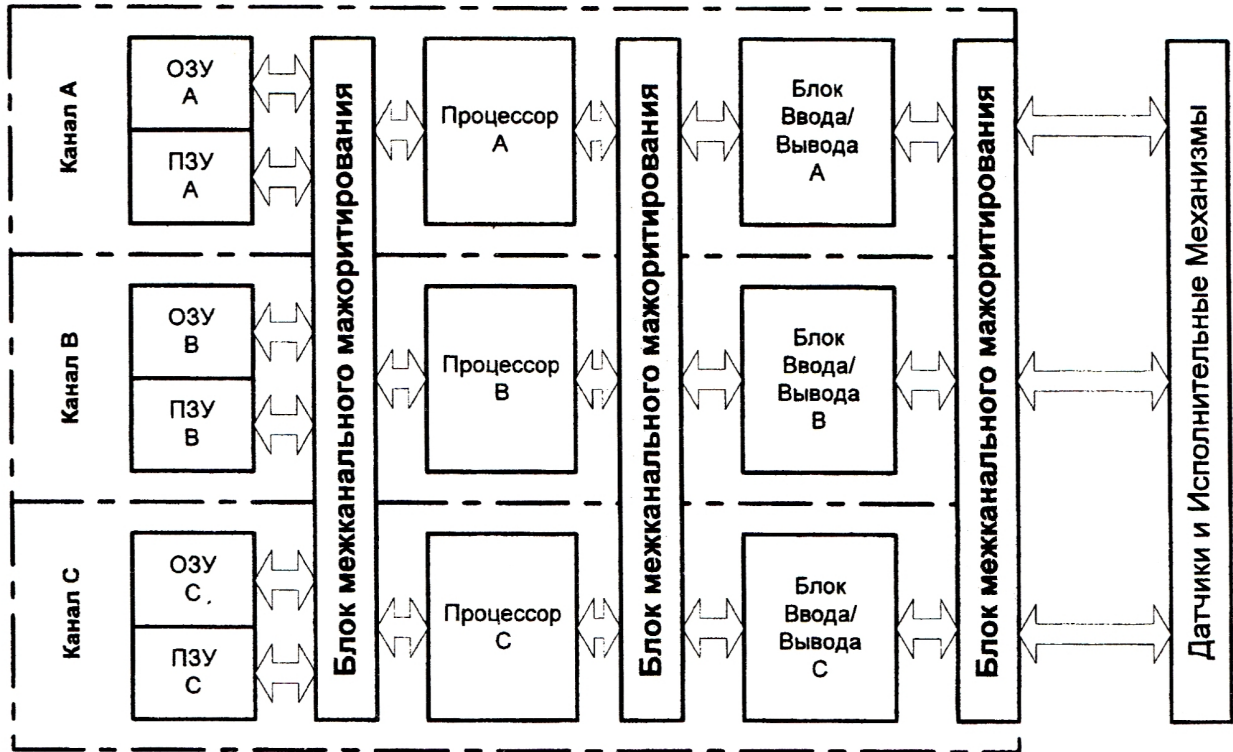 Канал А
ОЗУ
А
ПЗУ
А
Блок межканального мажоритирования
Процессор
А
Блок межканального мажоритирования
Блок
Ввода/
Вывода
А
Блок межканального мажоритирования
Датчики и Исполнительные Механизмы
Канал В
ОЗУ
В
ПЗУ
В
Процессор
В
Блок
Ввода/
Вывода
В
Канал С
ОЗУ
С
ПЗУ
С
Процессор
С
Блок
Ввода/
Вывода
С